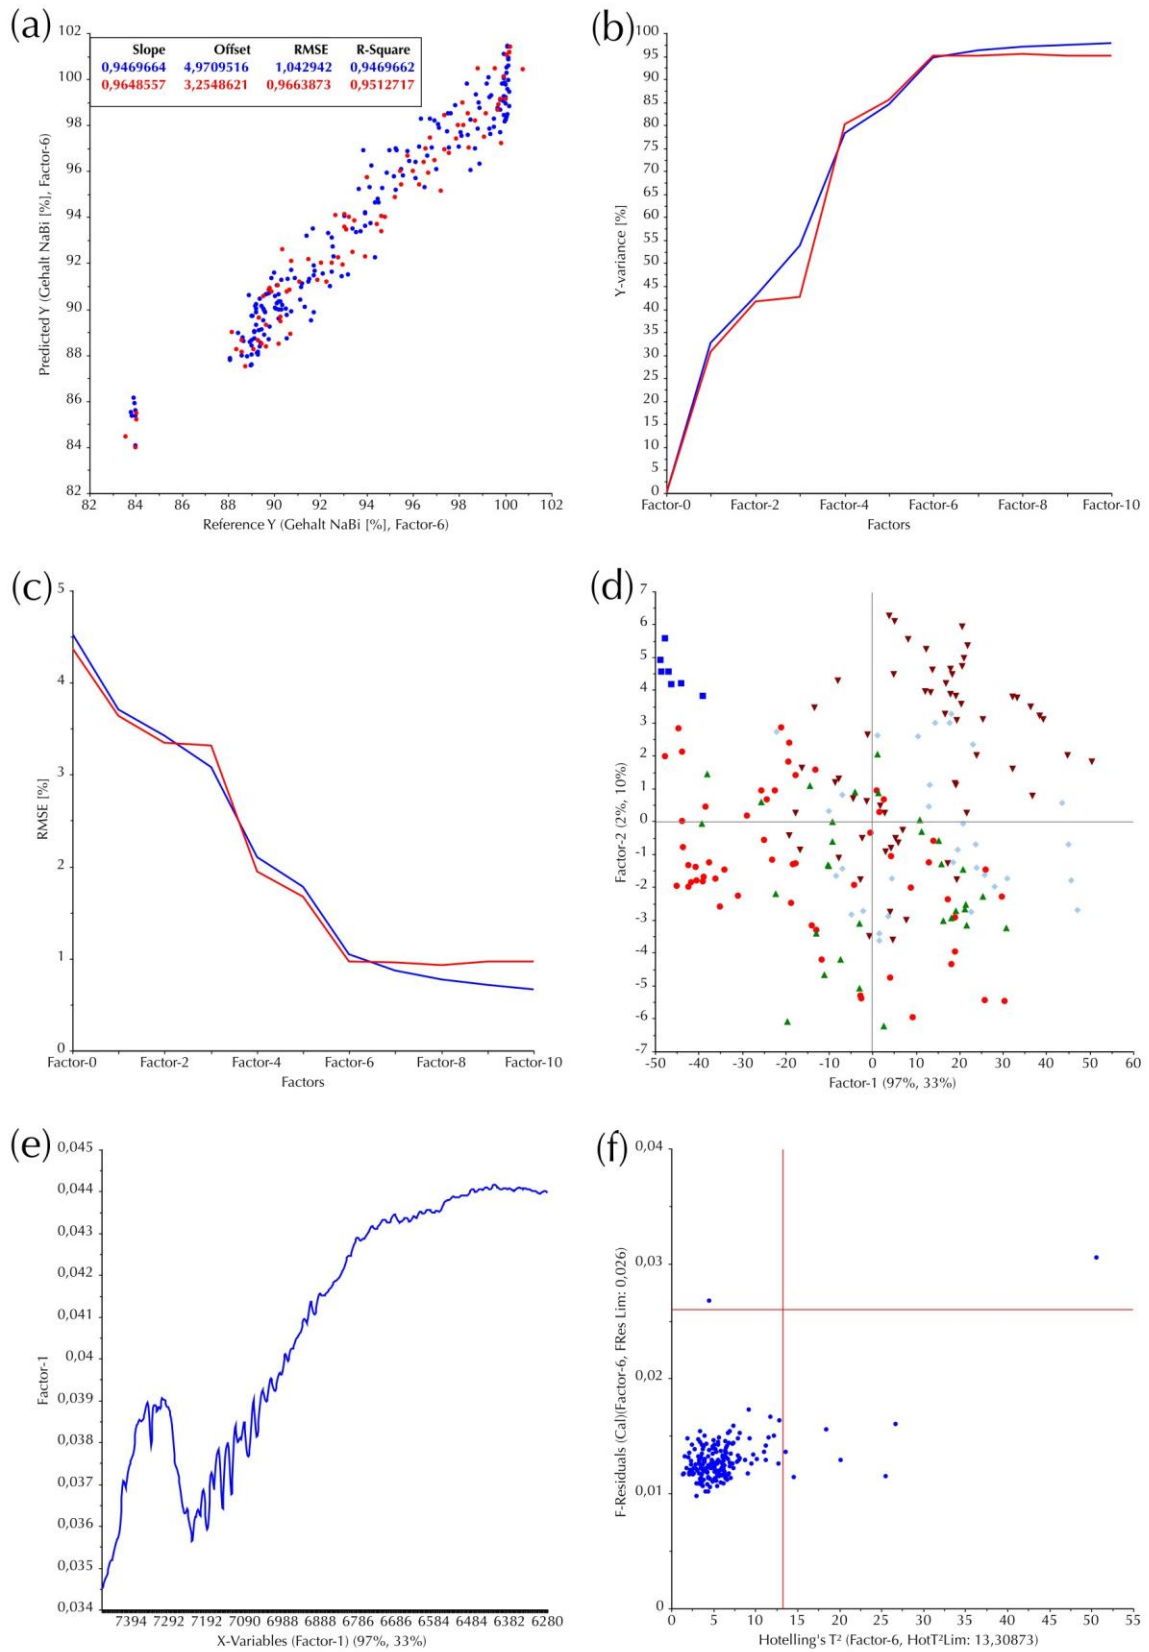 (a)
102
100
98
96
94
92
90
88
86
84
82
Predicted Y (Gehalt NaBi [%], Factor-6)
Slope Offset RMSE R-Square
0,9469664 4,9709516 1,042942 0,9469662
0,9648557 3,2548621 0,9663873 0,9512717
82 84 86 88 90 92 94 96 98 100 102
Reference Y (Gehalt NaBi [%], Factor-6)
(b)
100
95
90
85
80
75
70
65
60
55
50
45
40
35
30
25
20
15
10
5
0
Y-variance [%]
Factor-0 Factor-2 Factor-4 Factor-6 Factor-8 Factor-10
Factors
(c)
5
4
3
2
1
0
RMSE [%]
Factor-0 Factor-2 Factor-4 Factor-6 Factor-8 Factor-10
Factors
(d)
7
6
5
4
3
2
1
0
-1
-2
-3
-4
-5
-6
-7
Factor-2 (2%, 10%)
-50 -40 -30 -20 -10 0 10 20 30 40 50 60
Factor-1 (97%, 33%)
(e)
0,045
0,044
0,043
0,042
0,041
0,04
0,039
0,038
0,037
0,036
0,035
0,034
Factor-1
7394 7292 7192 7090 6988 6888 6786 6686 6584 6484 6382 6280
X-Variables (Factor-1) (97%, 33%)
(f)
0,04
0,03
0,02
0,01
0
F-Residuals (Cal)(Factor-6, FRes Lim: 0,026)
0 5 10 15 20 25 30 35 40 45 50 55
Hotelling's T² (Factor-6, HotT²Lim: 13,30873)